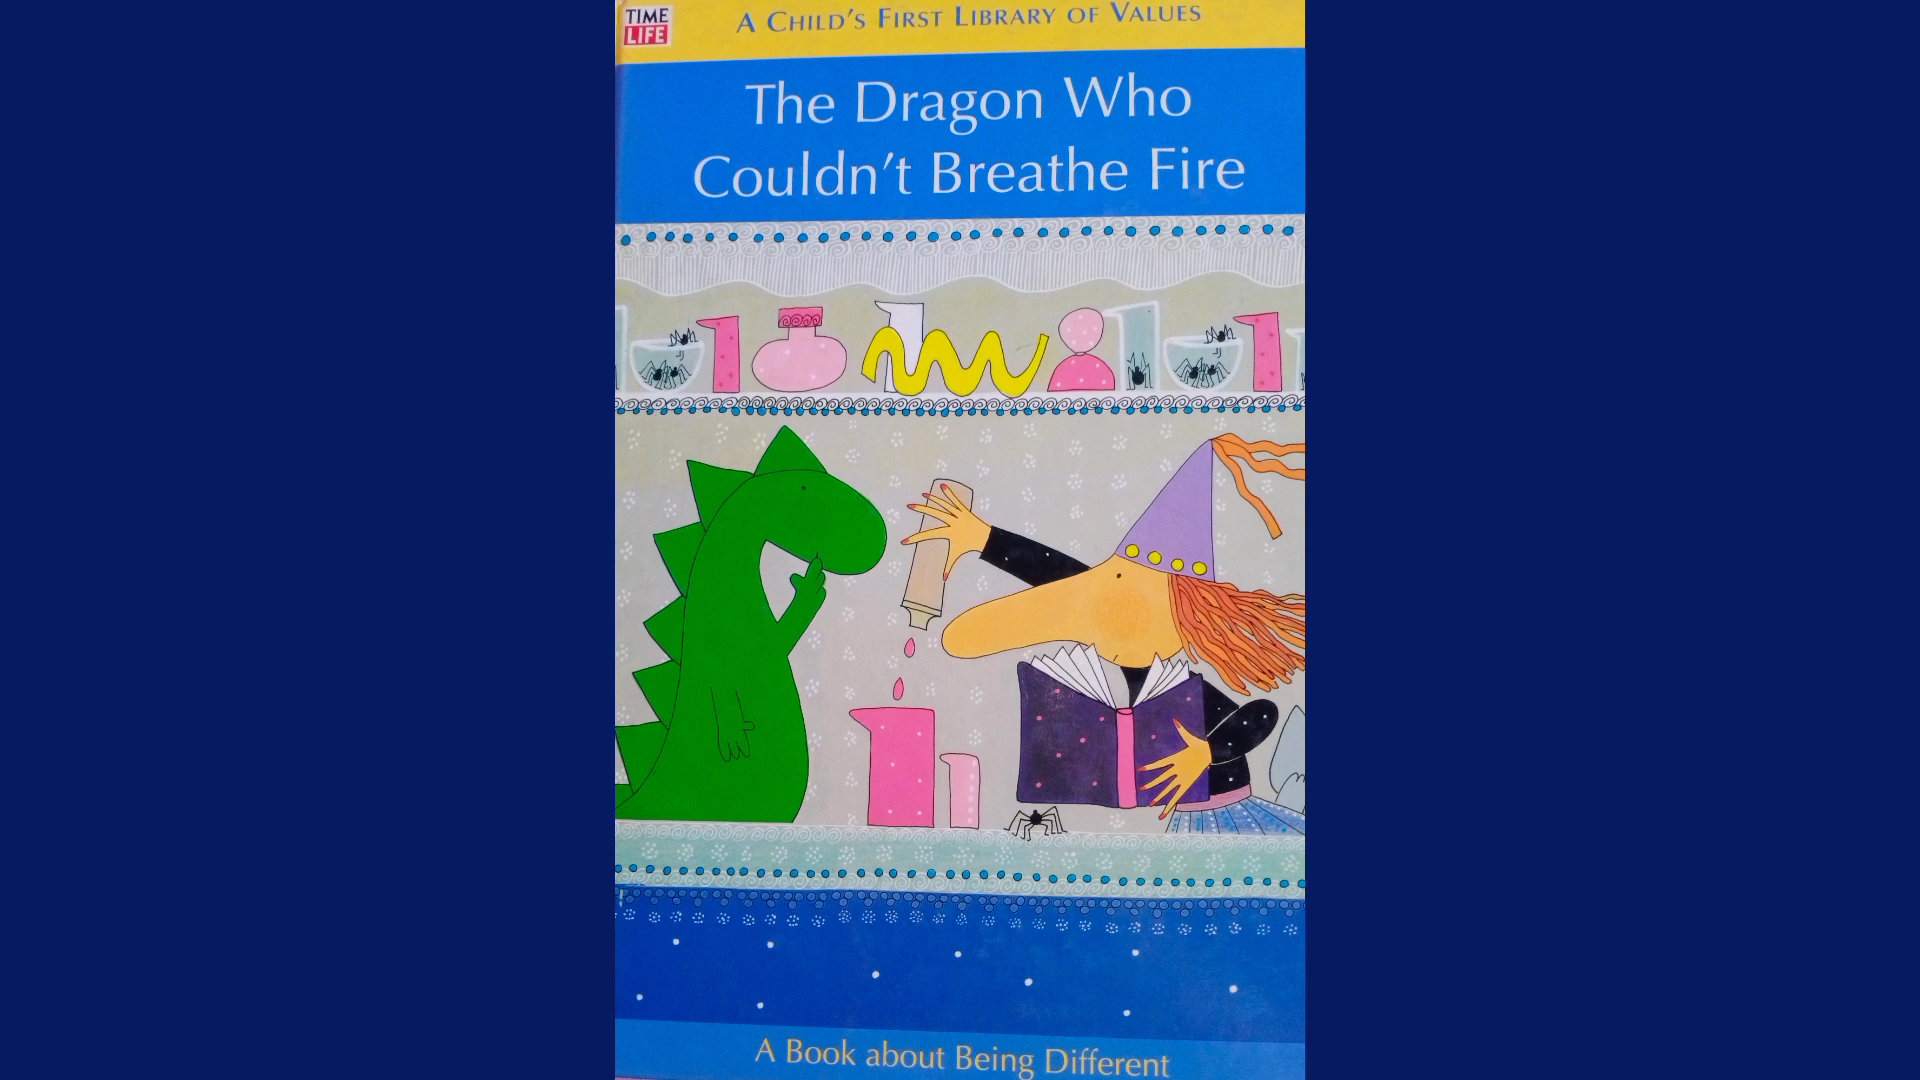 TIME
LIFE
A CHILD'S FIRST LIBRARY OF VALUES
The Dragon Who
Couldn't Breathe Fire
A Book about Being Different